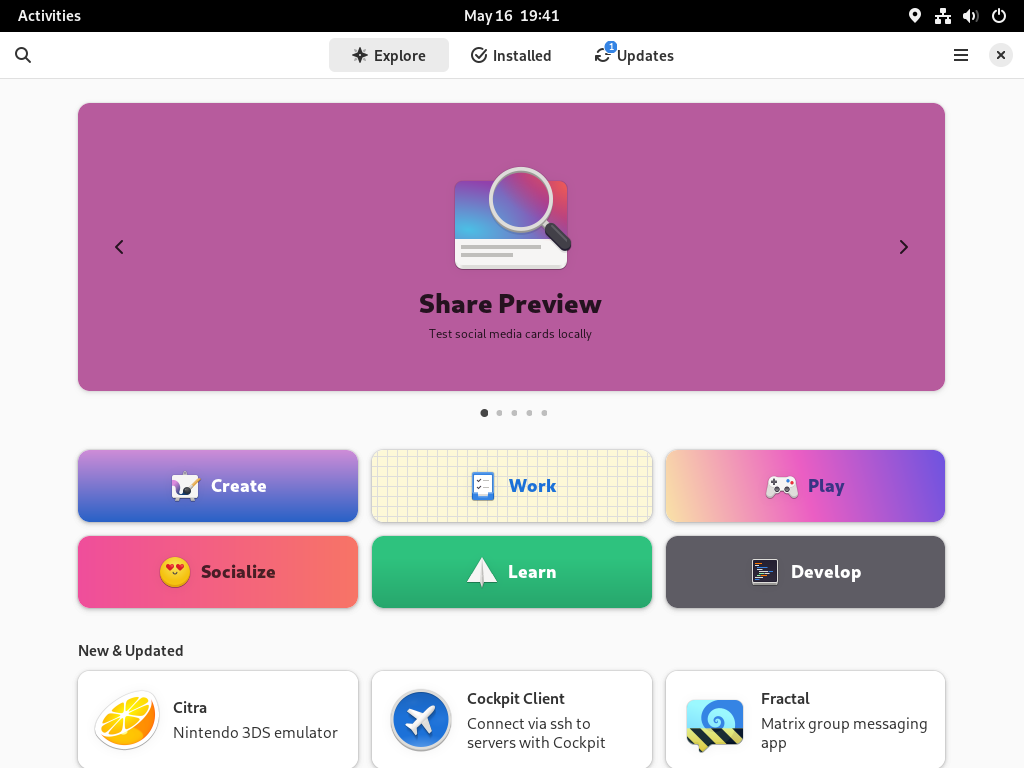 Activities
May 16 19:41
Explore
Installed
1
Updates
Share Preview
Test social media cards locally
Create
Work
Play
Socialize
Learn
Develop
New & Updated
Citra
Nintendo 3DS emulator
Cockpit Client
Connect via ssh to
servers with Cockpit
Fractal
Matrix group messaging
app